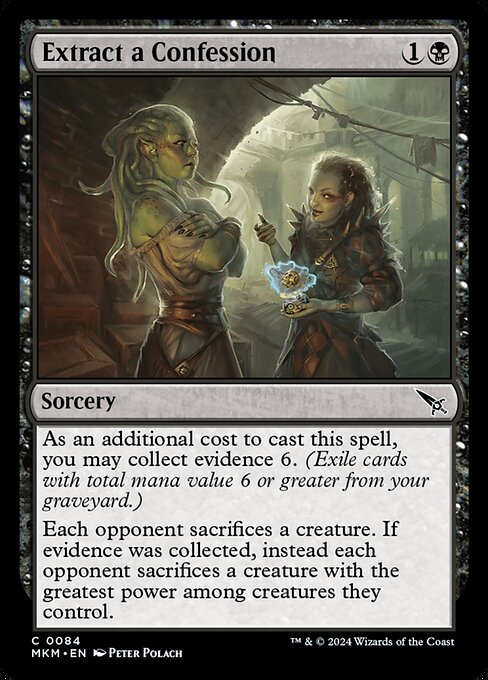 Extract a Confession 1
Sorcery
As an additional cost to cast this spell,
you may collect evidence 6. (Exile cards
with total mana value 6 or greater from your
graveyard.)
Each opponent sacrifices a creature. If
evidence was collected, instead each
opponent sacrifices a creature with the
greatest power among creatures they
control.
C 0084
MKM • EN Peter Polach
™ & © 2024 Wizards of the Coast